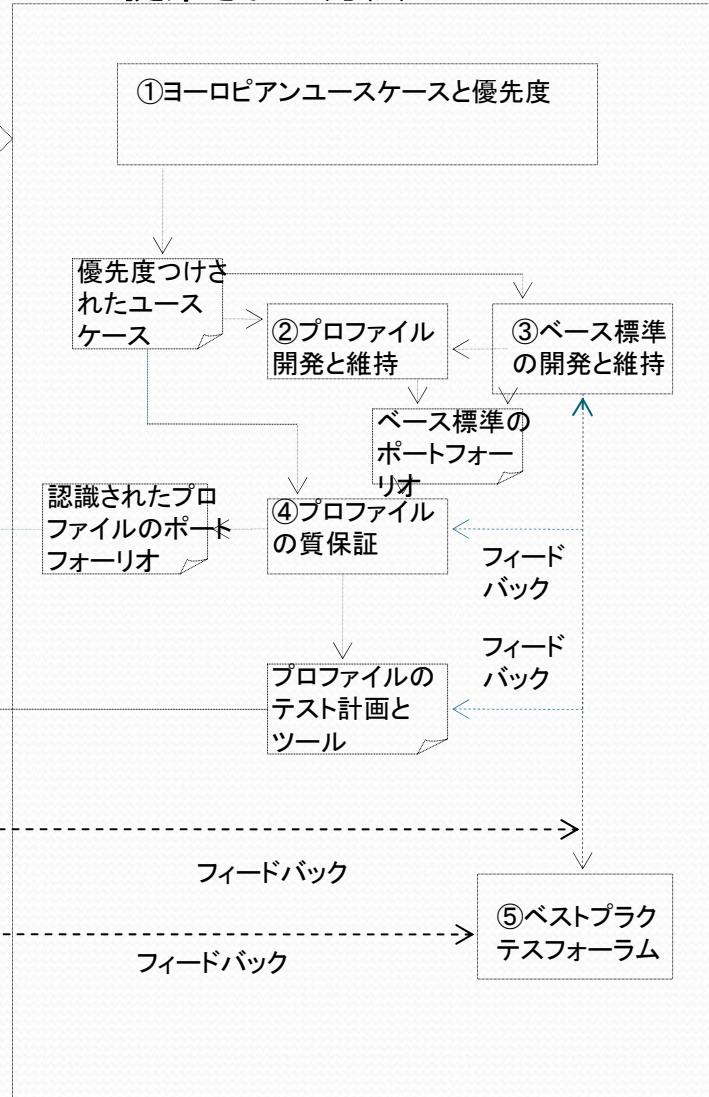 ①ヨーロピアンユースケースと優先度
優先度つけさ
れたユース
ケース
②プロファイル
開発と維持
③ベース標準
の開発と維持
ベース標準の
ポートフォー
リオ
認識されたプロ
ファイルのポート
フォーリオ
④プロファイル
の質保証
フィード
バック
フィード
バック
プロファイルの
テスト計画と
ツール
フィードバック
⑤ベストプラク
テスフォーラム
フィードバック